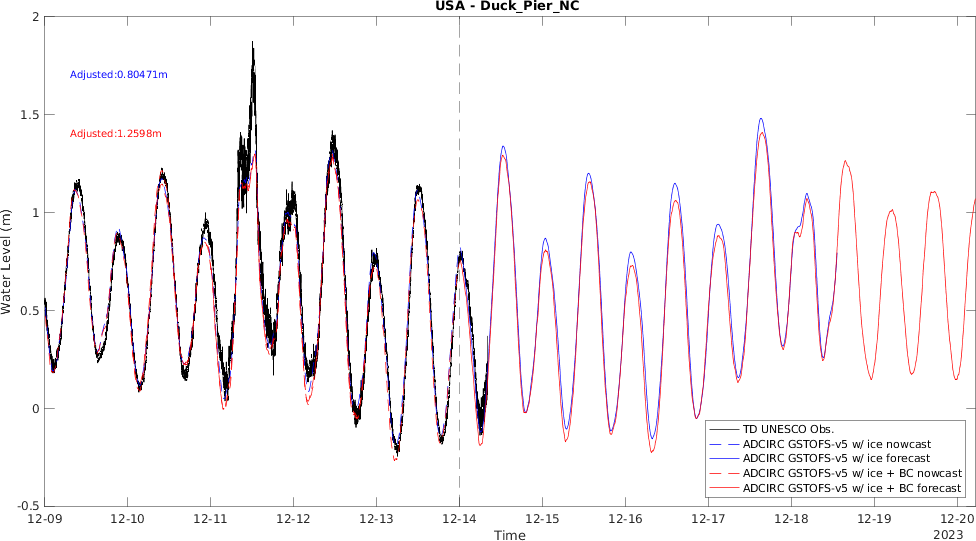 USA - Duck_Pier_NC
2
1.5
1
0.5
0
-0.5
Water Level (m)
Adjusted:0.80471m
Adjusted:1.2598m
TD UNESCO Obs.
ADCIRC GSTOFS-v5 w/ ice nowcast
ADCIRC GSTOFS-v5 w/ ice forecast
ADCIRC GSTOFS-v5 w/ ice + BC nowcast
ADCIRC GSTOFS-v5 w/ ice + BC forecast
12-09 12-10 12-11 12-12 12-13 12-14 12-15 12-16 12-17 12-18 12-19 12-20
Time
2023